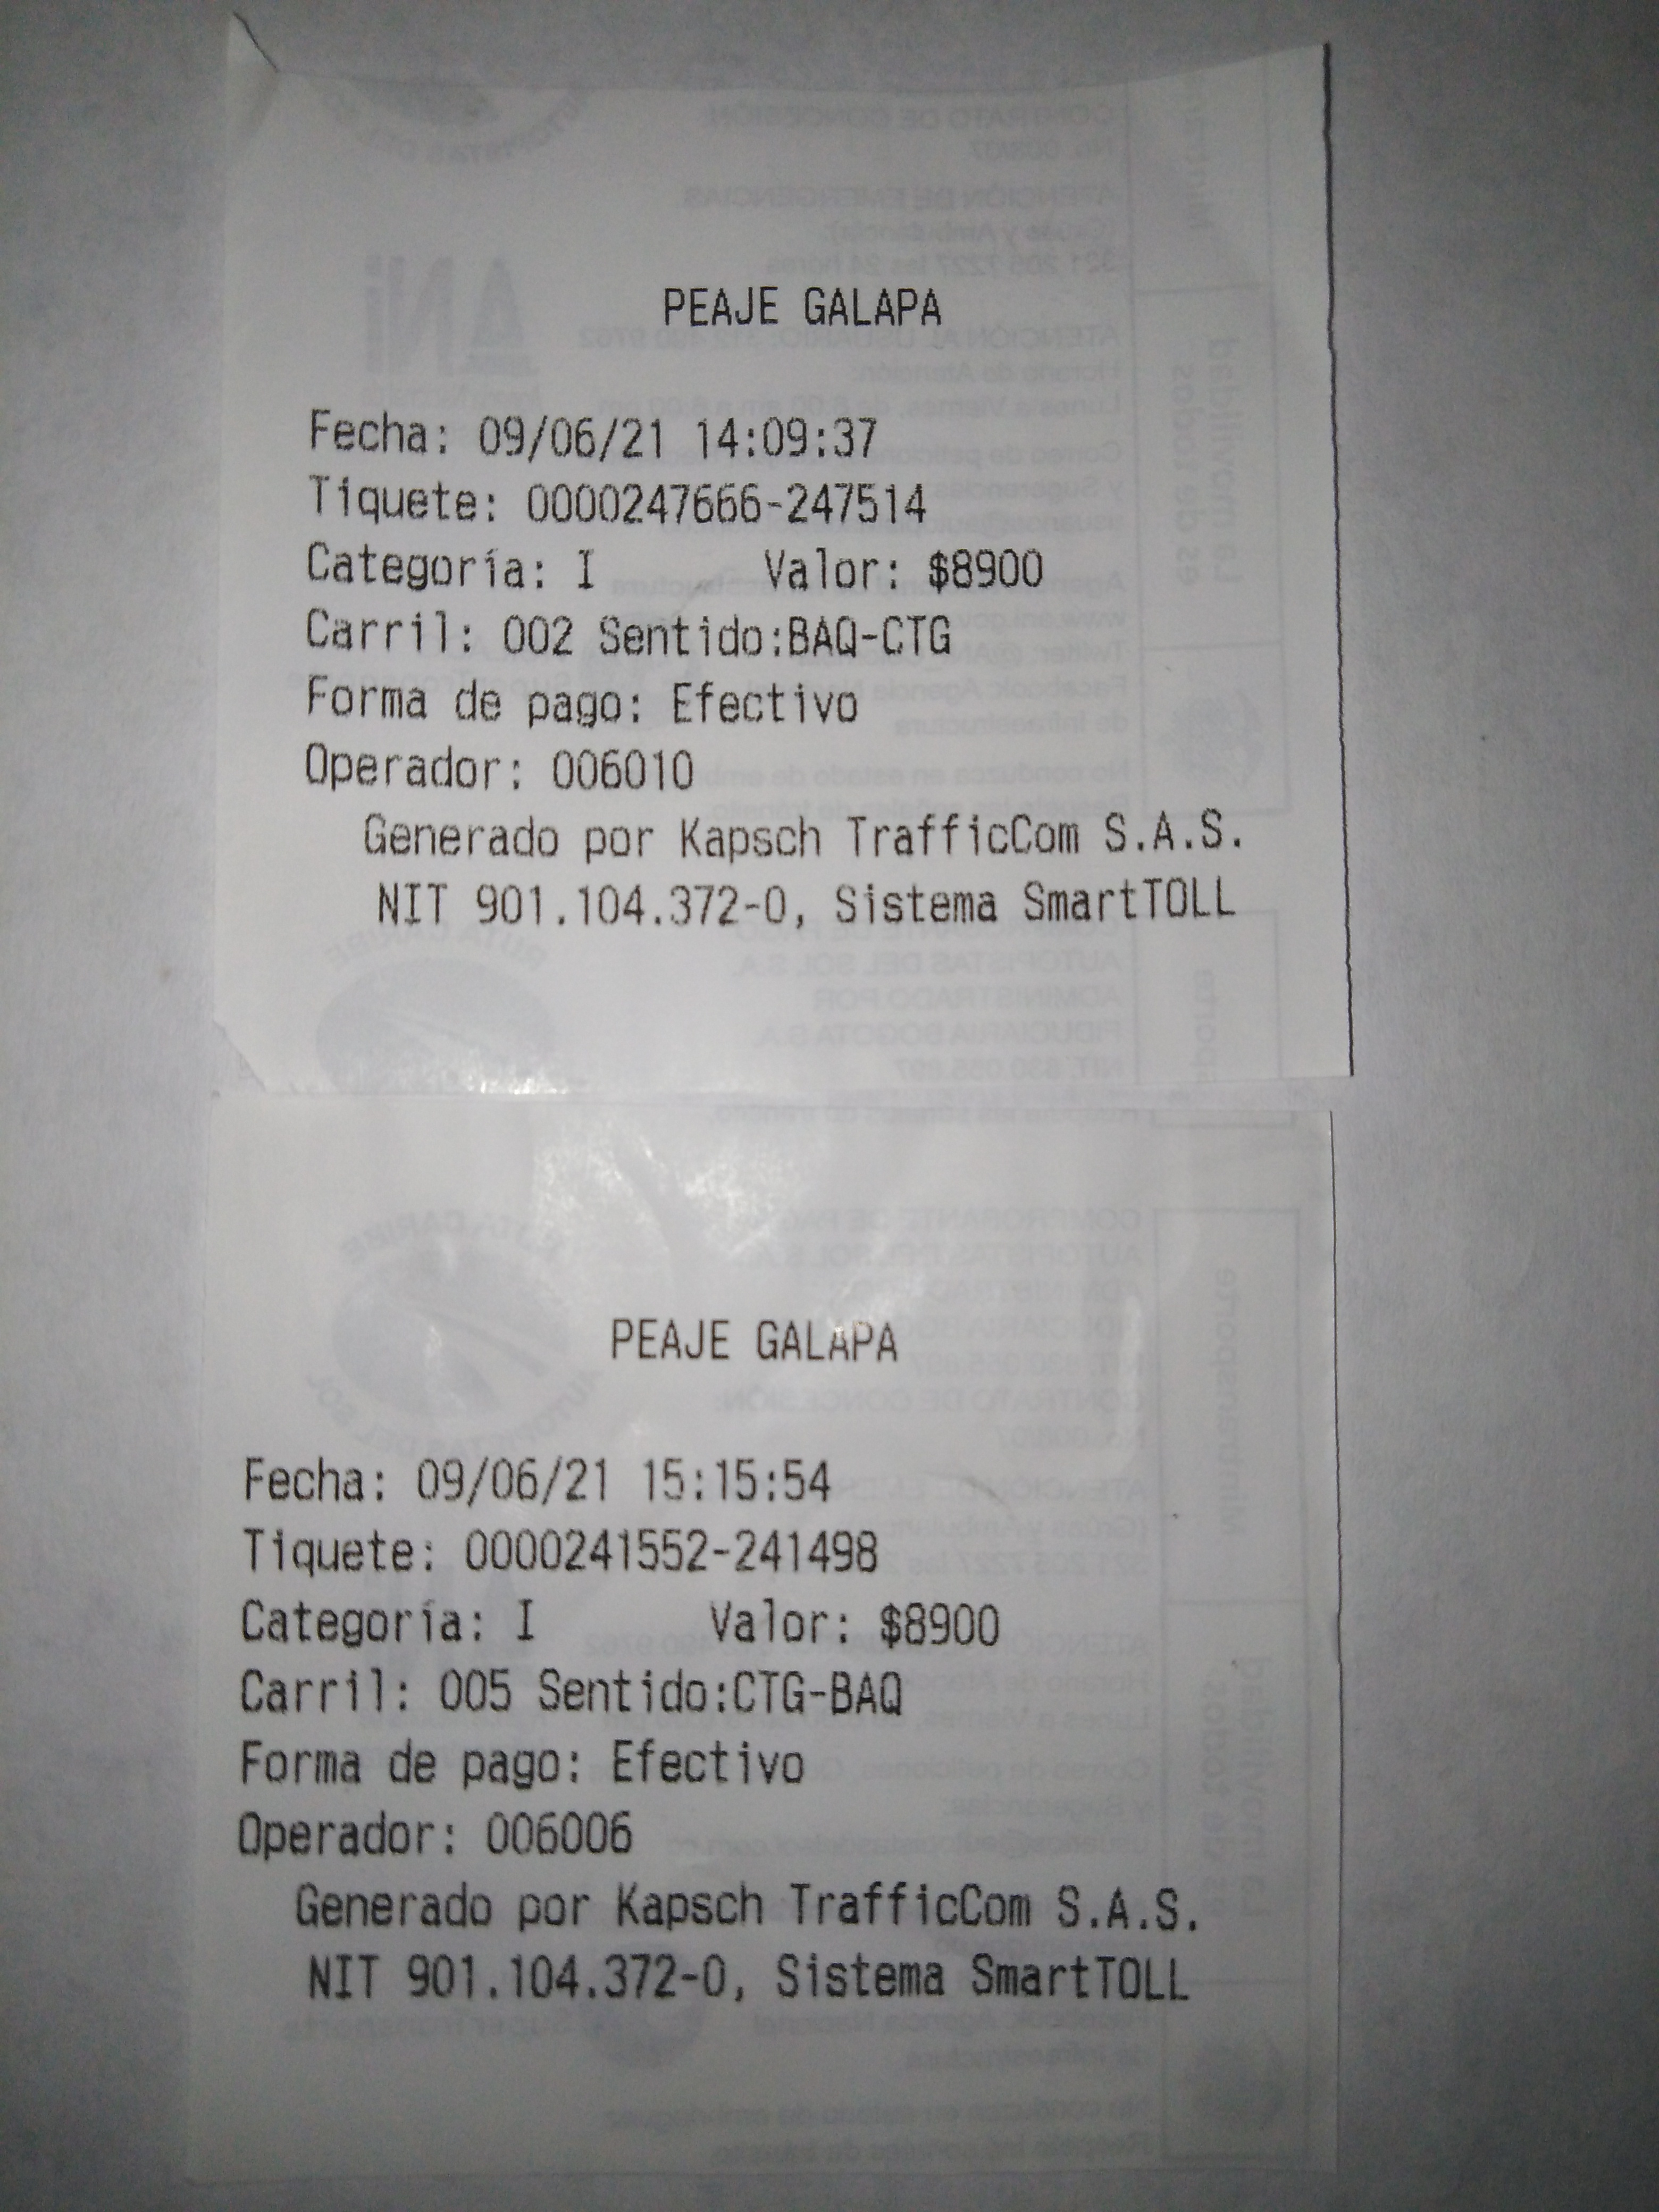 PEAJE GALAPA
Fecha: 09/06/21 14:09:37
Tiquete: 0000247666-247514
Categoría: I Valor: $8900
Carril: 002 Sentido:BAQ-CTG
Forma de pago: Efectivo
Operador: 006010
Generado por Kapsch TrafficCom S.A.S.
NIT 901.104.372-0, Sistema SmartTOLL
PEAJE GALAPA
Fecha: 09/06/21 15:15:54
Tiquete: 0000241552-241498
Categoría: I Valor: $8900
Carril: 005 Sentido:CTG-BAQ
Forma de pago: Efectivo
Operador: 006006
Generado por Kapsch TrafficCom S.A.S.
NIT 901.104.372-0, Sistema SmartTOLL